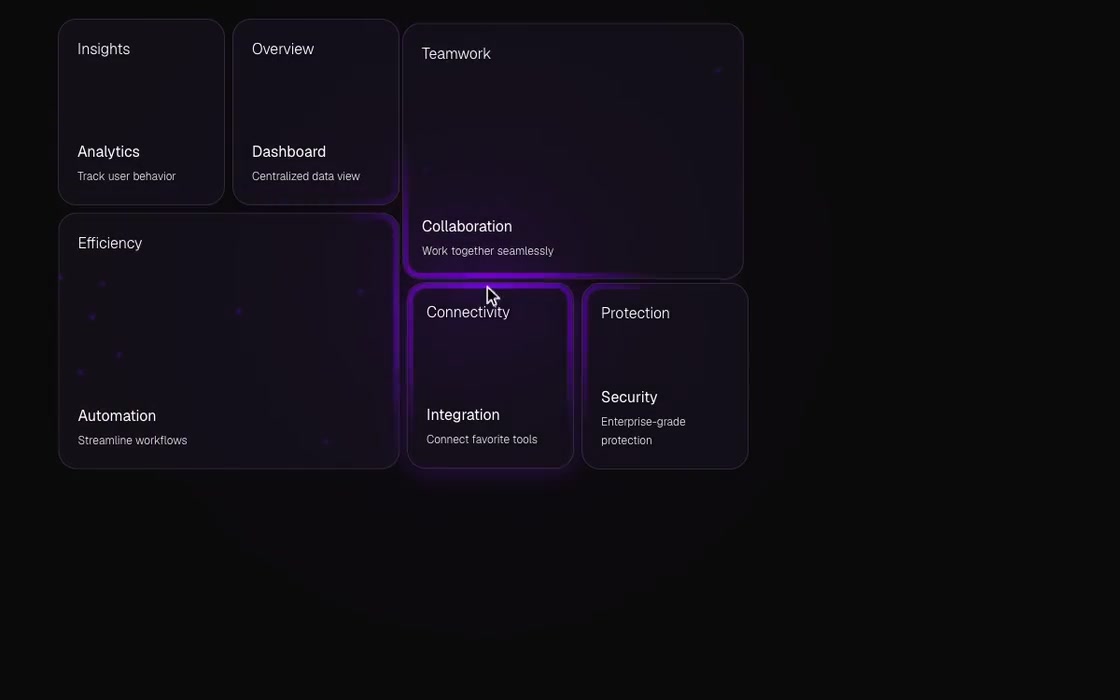 Insights
Analytics
Track user behavior
Overview
Dashboard
Centralized data view
Teamwork
Collaboration
Work together seamlessly
Efficiency
Automation
Streamline workflows
Connectivity
Integration
Connect favorite tools
Protection
Security
Enterprise-grade
protection